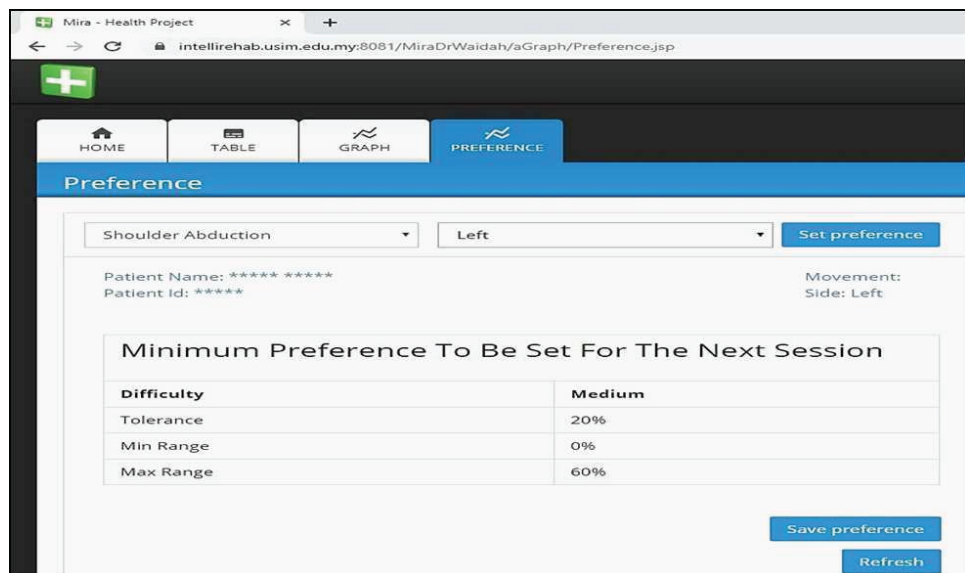 Mira - Health Project
intellirehab.usim.edu.my:8081/MiraDrWaidah/aGraph/Preference.jsp
HOME TABLE GRAPH PREFERENCE
Preference
Shoulder Abduction Left Set preference
Patient Name: ***** ***** Movement:
Patient Id: ***** Side: Left
Minimum Preference To Be Set For The Next Session
Difficulty Medium
Tolerance 20%
Min Range 0%
Max Range 60%
Save preference
Refresh